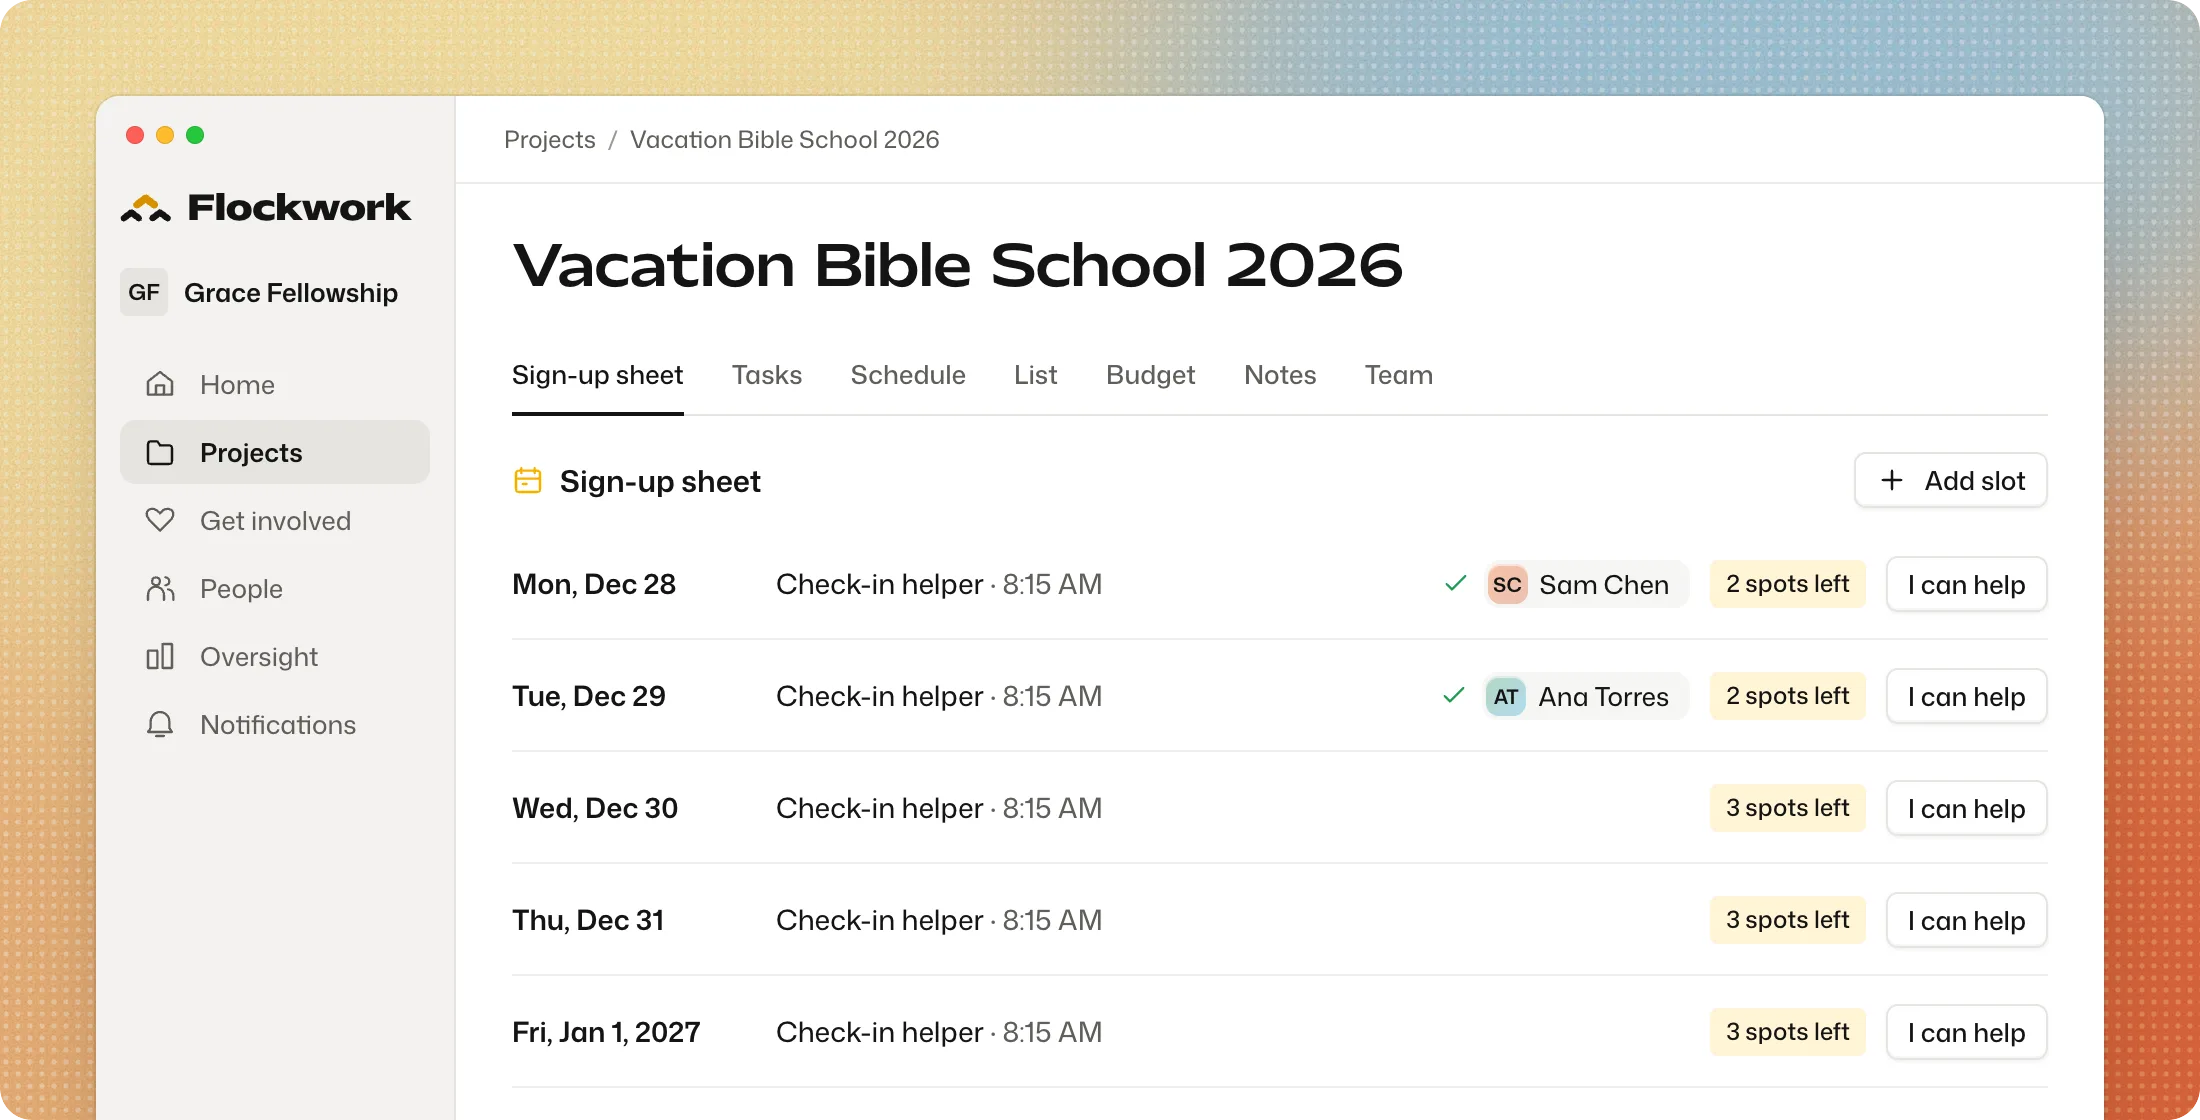 Projects / Vacation Bible School 2026
Flockwork
GF Grace Fellowship
Home
Projects
Get involved
People
Oversight
Notifications
Vacation Bible School 2026
Sign-up sheet Tasks Schedule List Budget Notes Team
Sign-up sheet + Add slot
Mon, Dec 28 Check-in helper · 8:15 AM SC Sam Chen 2 spots left I can help
Tue, Dec 29 Check-in helper · 8:15 AM AT Ana Torres 2 spots left I can help
Wed, Dec 30 Check-in helper · 8:15 AM 3 spots left I can help
Thu, Dec 31 Check-in helper · 8:15 AM 3 spots left I can help
Fri, Jan 1, 2027 Check-in helper · 8:15 AM 3 spots left I can help